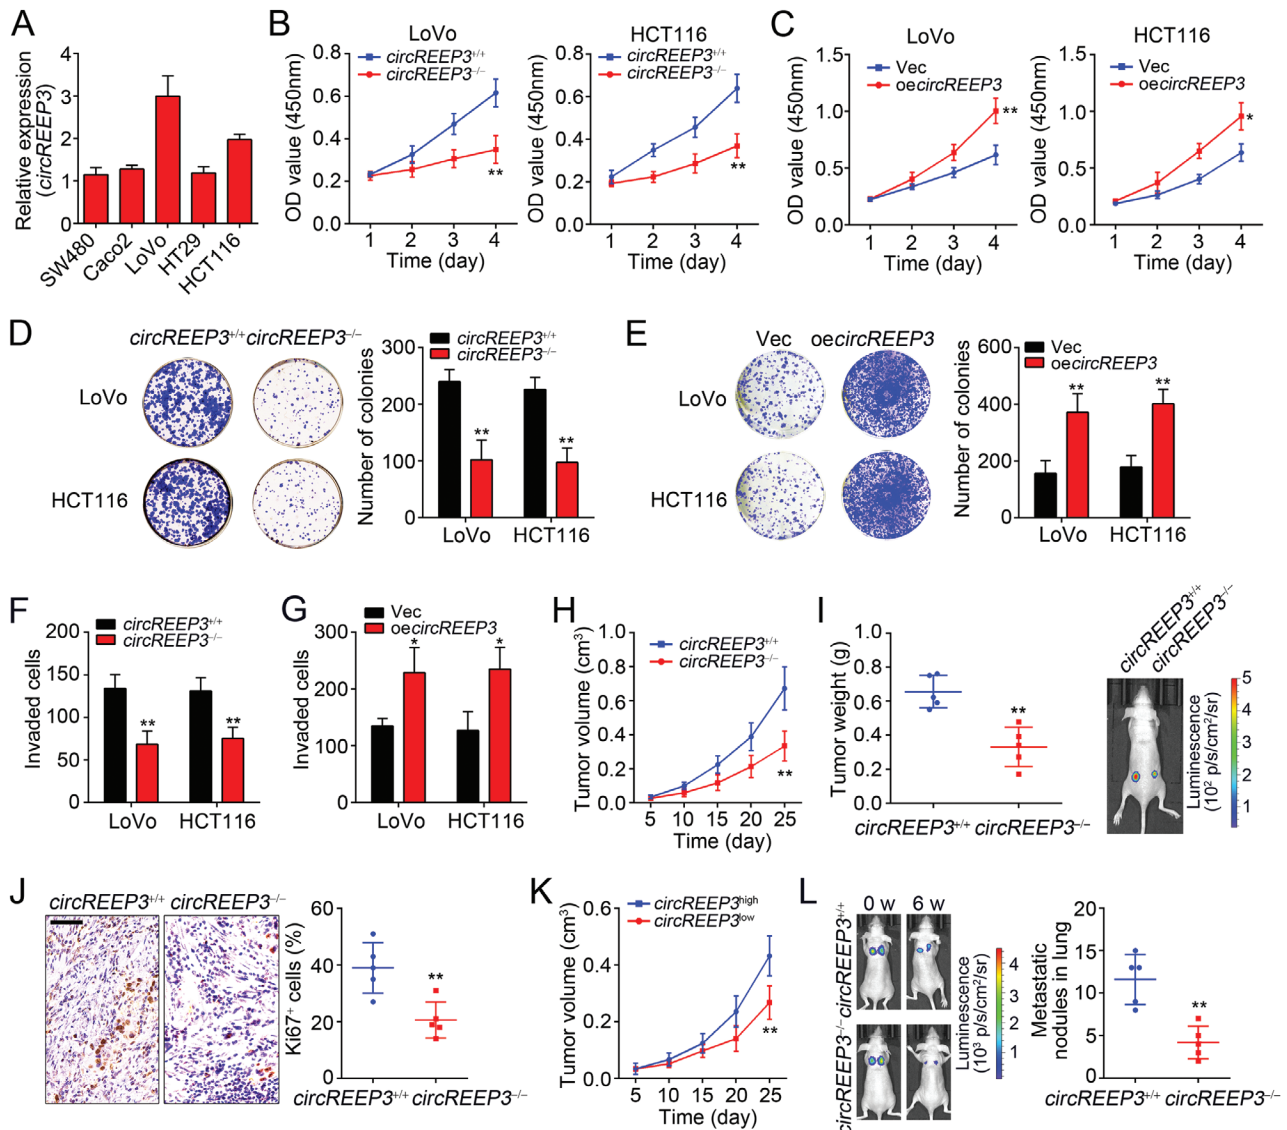 A
Relative expression
(circREEP3)
4
3
2
1
0
SW480
Caco2
LoVo
HT29
HCT116
B
LoVo
circREEP3+/+
circREEP3−/−
OD value (450nm)
0.8
0.6
0.4
0.2
0.0
**
1 2 3 4
Time (day)
HCT116
circREEP3+/+
circREEP3−/−
OD value (450nm)
0.8
0.6
0.4
0.2
0.0
**
1 2 3 4
Time (day)
C
LoVo
Vec
oecircREEP3
OD value (450nm)
1.5
1.0
0.5
0.0
**
1 2 3 4
Time (day)
HCT116
Vec
oecircREEP3
OD value (450nm)
1.5
1.0
0.5
0.0
*
1 2 3 4
Time (day)
D
circREEP3+/+ circREEP3−/−
LoVo
HCT116
circREEP3+/+
circREEP3−/−
Number of colonies
300
200
100
0
** **
LoVo HCT116
E
Vec oecircREEP3
LoVo
HCT116
Vec
oecircREEP3
Number of colonies
600
400
200
0
** **
LoVo HCT116
F
circREEP3+/+
circREEP3−/−
Invaded cells
200
150
100
50
0
** **
LoVo HCT116
G
Vec
oecircREEP3
Invaded cells
300
200
100
0
* *
LoVo HCT116
H
circREEP3+/+
circREEP3−/−
Tumor volume (cm3)
1.0
0.8
0.6
0.4
0.2
0.0
**
5 10 15 20 25
Time (day)
I
Tumor weight (g)
1.0
0.8
0.6
0.4
0.2
0.0
**
circREEP3+/+ circREEP3−/−
circREEP3+/+
circREEP3−/−
Luminescence
(102 p/s/cm2/sr)
5
4
3
2
1
J
circREEP3+/+ circREEP3−/−
Ki67+ cells (%)
60
40
20
0
**
circREEP3+/+ circREEP3−/−
K
circREEP3high
circREEP3low
Tumor volume (cm3)
0.6
0.4
0.2
0.0
**
5 10 15 20 25
Time (day)
L
0 w 6 w
circREEP3+/+
circREEP3−/−
Luminescence
(103 p/s/cm2/sr)
4
3
2
1
Metastatic
nodules in lung
20
15
10
5
0
**
circREEP3+/+ circREEP3−/−